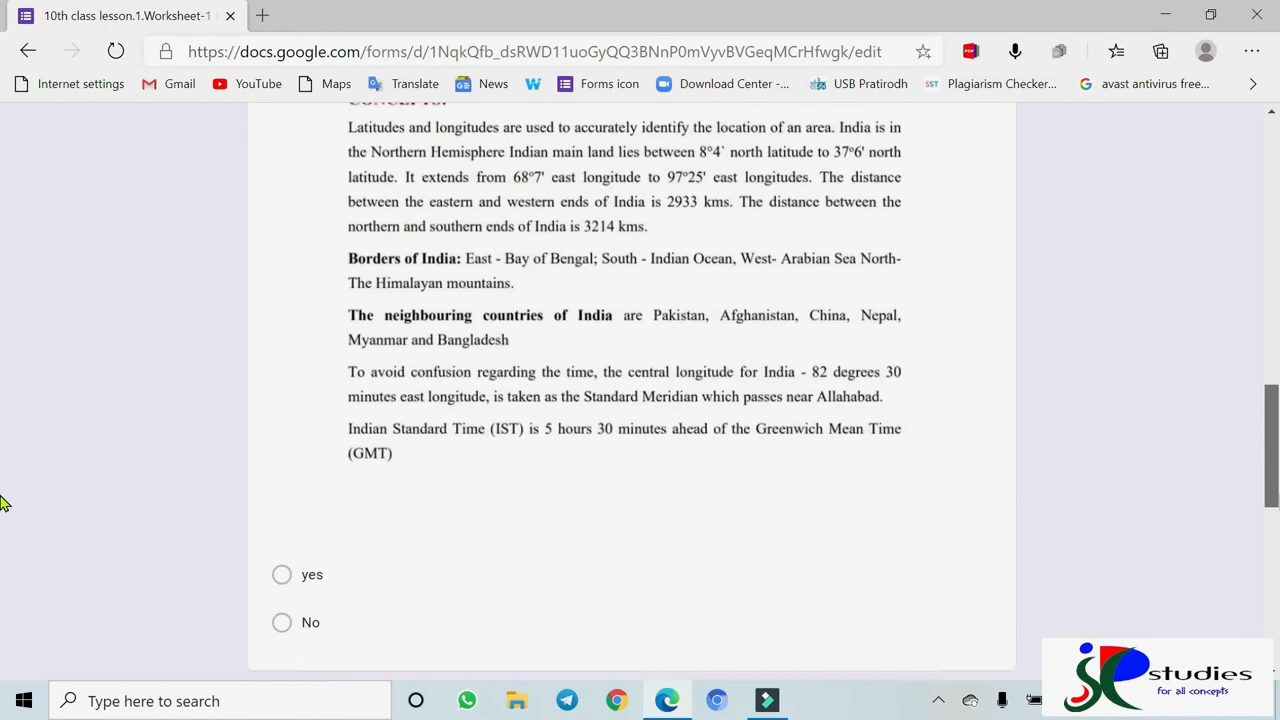 10th class lesson.1.Worksheet-1
https://docs.google.com/forms/d/1NqkQfb_dsRWD11uoGyQQ3BNnP0mVyvBVGeqMCrHfwgk/edit
PDF
Internet settings Gmail YouTube Maps Translate News Forms icon Download Center -... USB Pratirodh SST Plagiarism Checker... avast antivirus free...
CONCEPTS:
Latitudes and longitudes are used to accurately identify the location of an area. India is in
the Northern Hemisphere Indian main land lies between 8°4` north latitude to 37º6' north
latitude. It extends from 68º7' east longitude to 97º25' east longitudes. The distance
between the eastern and western ends of India is 2933 kms. The distance between the
northern and southern ends of India is 3214 kms.
Borders of India: East - Bay of Bengal; South - Indian Ocean, West- Arabian Sea North-
The Himalayan mountains.
The neighbouring countries of India are Pakistan, Afghanistan, China, Nepal,
Myanmar and Bangladesh
To avoid confusion regarding the time, the central longitude for India - 82 degrees 30
minutes east longitude, is taken as the Standard Meridian which passes near Allahabad.
Indian Standard Time (IST) is 5 hours 30 minutes ahead of the Greenwich Mean Time
(GMT)
yes
No
Type here to search
studies
for all concepts